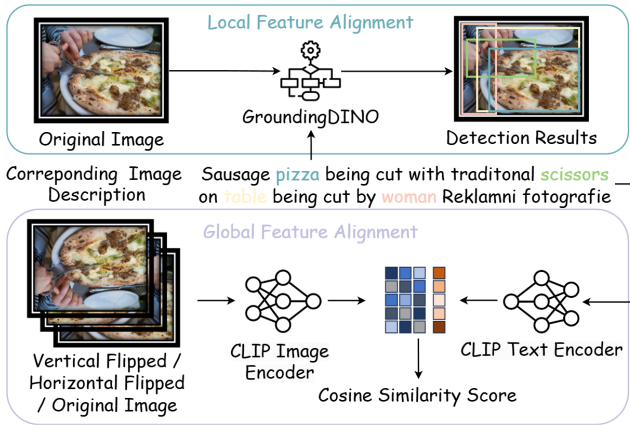 Local Feature Alignment
Original Image
GroundingDINO
Detection Results
Correponding Image
Description
Sausage pizza being cut with traditonal scissors
on table being cut by woman Reklamni fotografie
Global Feature Alignment
Vertical Flipped /
Horizontal Flipped
/ Original Image
CLIP Image
Encoder
CLIP Text Encoder
Cosine Similarity Score